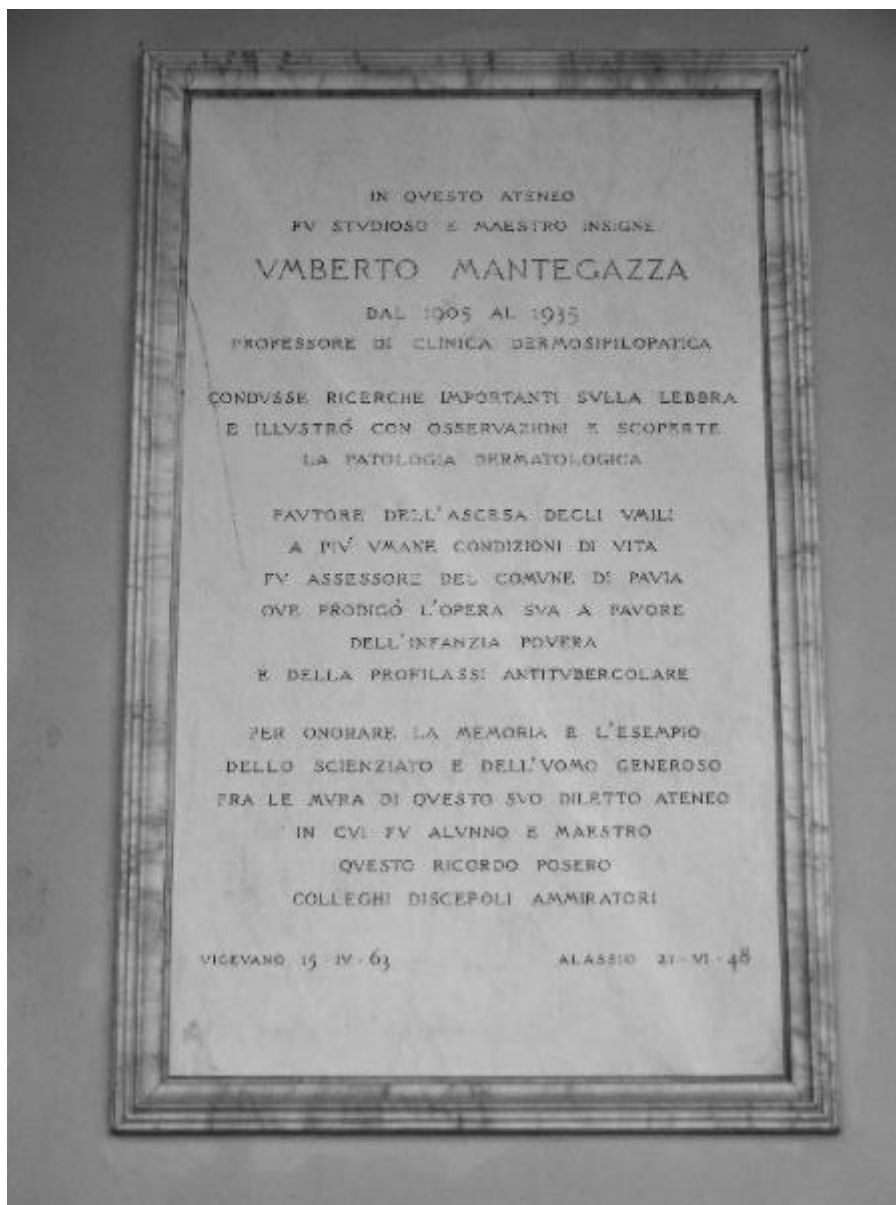 IN QVESTO ATENEO
FV STVDIOSO E MAESTRO INSIGNE
VMBERTO MANTEGAZZA
DAL 1905 AL 1935
PROFESSORE DI CLINICA DERMOSIFILOPATICA
CONDVSSE RICERCHE IMPORTANTI SVLLA LEBBRA
E ILLVSTRÓ CON OSSERVAZIONI E SCOPERTE
LA PATOLOGIA DERMATOLOGICA
FAVTORE DELL'ASCESA DEGLI VMILI
A PIV' VMANE CONDIZIONI DI VITA
FV ASSESSORE DEL COMVNE DI PAVIA
OVE PRODIGÓ L'OPERA SVA A FAVORE
DELL'INFANZIA POVERA
E DELLA PROFILASSI ANTITVBERCOLARE
PER ONORARE LA MEMORIA E L'ESEMPIO
DELLO SCIENZIATO E DELL'VOMO GENEROSO
FRA LE MVRA DI QVESTO SVO DILETTO ATENEO
IN CVI FV ALVNNO E MAESTRO
QVESTO RICORDO POSERO
COLLEGHI DISCEPOLI AMMIRATORI
VIGEVANO 15 · IV · 63 ALASSIO 21 · VI · 48